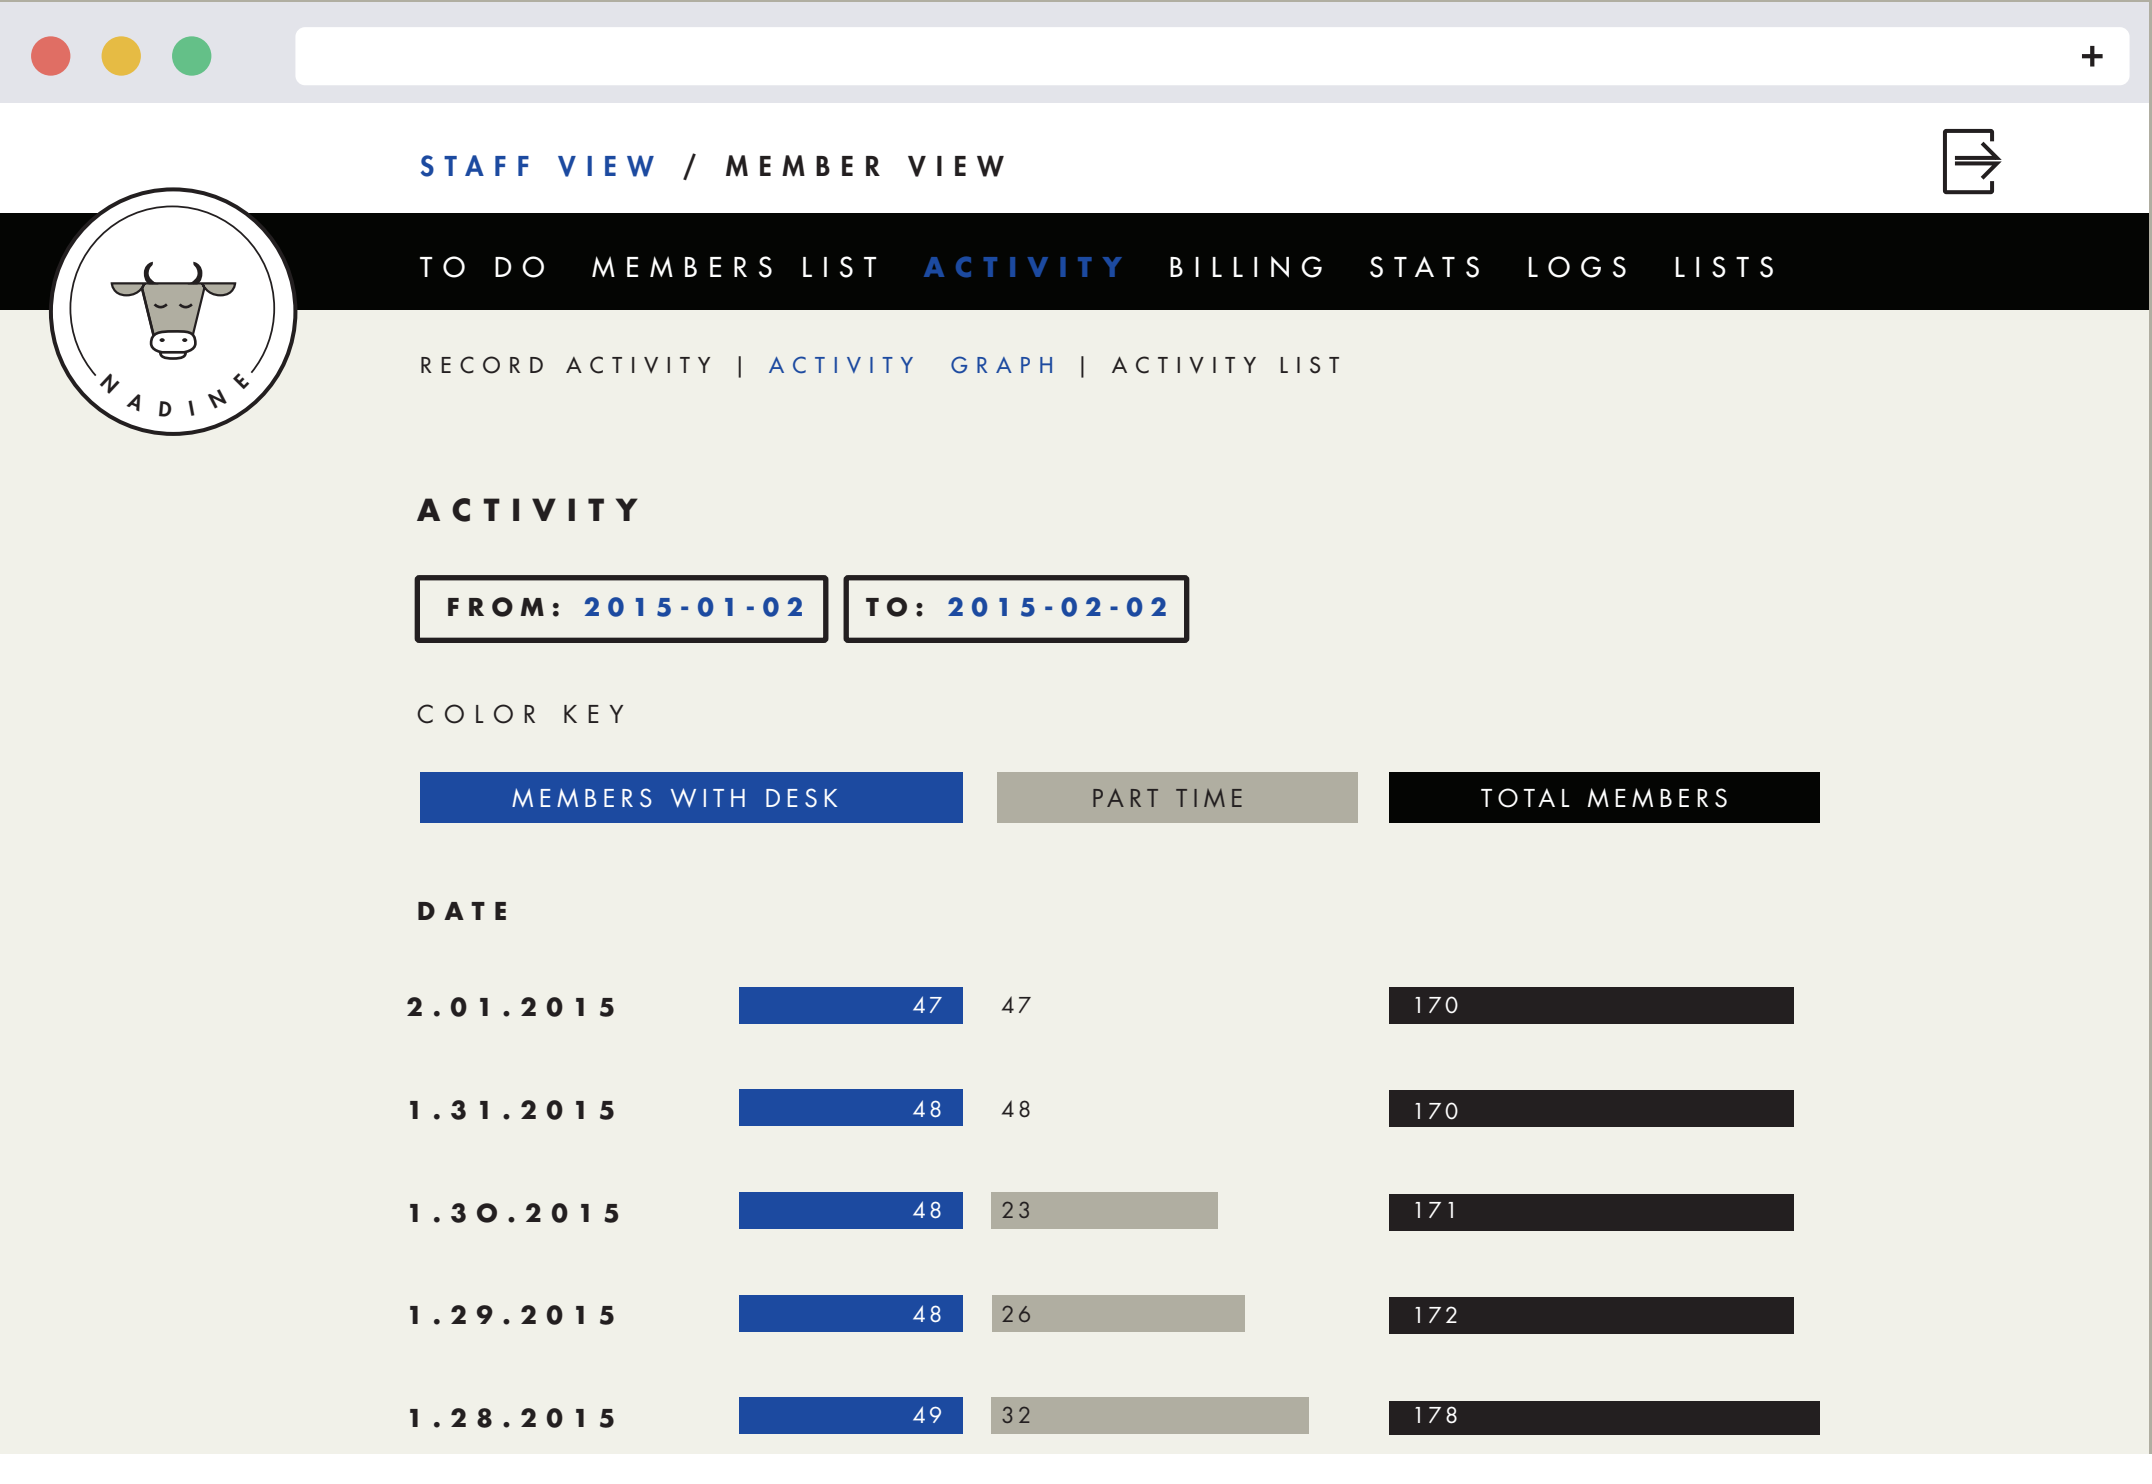 +
STAFF VIEW / MEMBER VIEW
TO DO MEMBERS LIST ACTIVITY BILLING STATS LOGS LISTS
NADINE
RECORD ACTIVITY | ACTIVITY GRAPH | ACTIVITY LIST
ACTIVITY
FROM: 2015-01-02 TO: 2015-02-02
COLOR KEY
MEMBERS WITH DESK PART TIME TOTAL MEMBERS
DATE
2.01.2015 47 47 170
1.31.2015 48 48 170
1.30.2015 48 23 171
1.29.2015 48 26 172
1.28.2015 49 32 178